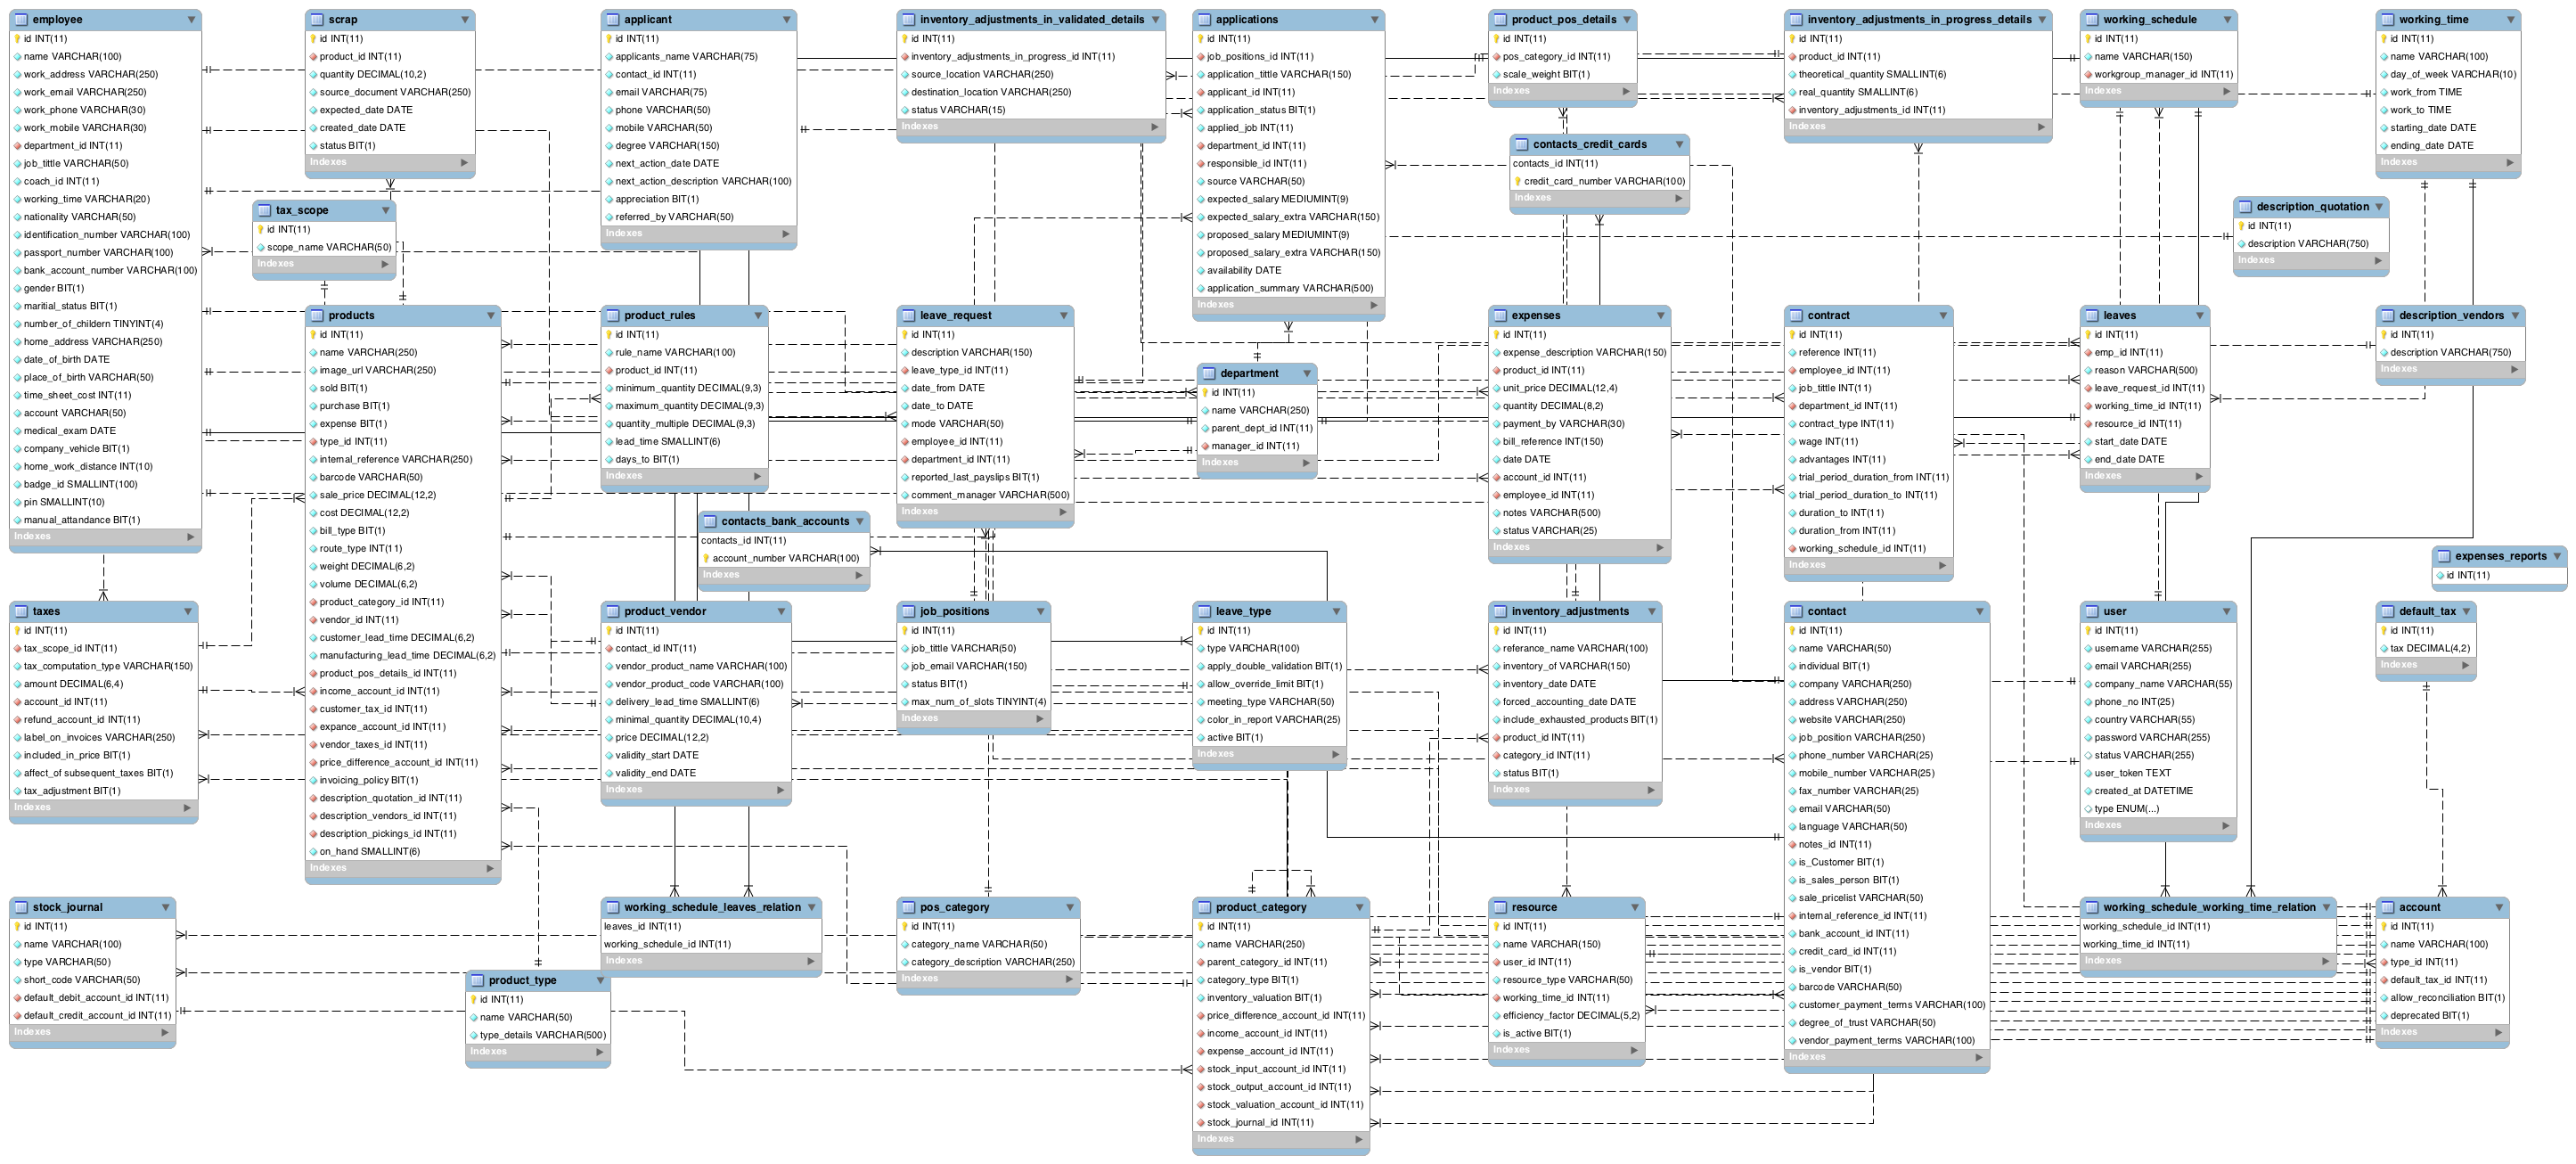 employee
id INT(11)
name VARCHAR(100)
work_address VARCHAR(250)
work_email VARCHAR(250)
work_phone VARCHAR(30)
work_mobile VARCHAR(30)
department_id INT(11)
job_tittle VARCHAR(50)
coach_id INT(11)
working_time VARCHAR(20)
nationality VARCHAR(50)
identification_number VARCHAR(100)
passport_number VARCHAR(100)
bank_account_number VARCHAR(100)
gender BIT(1)
maritial_status BIT(1)
number_of_childern TINYINT(4)
home_address VARCHAR(250)
date_of_birth DATE
place_of_birth VARCHAR(50)
time_sheet_cost INT(11)
account VARCHAR(50)
medical_exam DATE
company_vehicle BIT(1)
home_work_distance INT(10)
badge_id SMALLINT(100)
pin SMALLINT(10)
manual_attandance BIT(1)
Indexes
scrap
id INT(11)
product_id INT(11)
quantity DECIMAL(10,2)
source_document VARCHAR(250)
expected_date DATE
created_date DATE
status BIT(1)
Indexes
applicant
id INT(11)
applicants_name VARCHAR(75)
contact_id INT(11)
email VARCHAR(75)
phone VARCHAR(50)
mobile VARCHAR(50)
degree VARCHAR(150)
next_action_date DATE
next_action_description VARCHAR(100)
appreciation BIT(1)
referred_by VARCHAR(50)
Indexes
inventory_adjustments_in_validated_details
id INT(11)
inventory_adjustments_in_progress_id INT(11)
source_location VARCHAR(250)
destination_location VARCHAR(250)
status VARCHAR(15)
Indexes
applications
id INT(11)
job_positions_id INT(11)
application_tittle VARCHAR(150)
applicant_id INT(11)
application_status BIT(1)
applied_job INT(11)
department_id INT(11)
responsible_id INT(11)
source VARCHAR(50)
expected_salary MEDIUMINT(9)
expected_salary_extra VARCHAR(150)
proposed_salary MEDIUMINT(9)
proposed_salary_extra VARCHAR(150)
availability DATE
application_summary VARCHAR(500)
Indexes
product_pos_details
id INT(11)
pos_category_id INT(11)
scale_weight BIT(1)
Indexes
inventory_adjustments_in_progress_details
id INT(11)
product_id INT(11)
theoretical_quantity SMALLINT(6)
real_quantity SMALLINT(6)
inventory_adjustments_id INT(11)
Indexes
working_schedule
id INT(11)
name VARCHAR(150)
workgroup_manager_id INT(11)
Indexes
working_time
id INT(11)
name VARCHAR(100)
day_of_week VARCHAR(10)
work_from TIME
work_to TIME
starting_date DATE
ending_date DATE
Indexes
contacts_credit_cards
contacts_id INT(11)
credit_card_number VARCHAR(100)
Indexes
tax_scope
id INT(11)
scope_name VARCHAR(50)
Indexes
description_quotation
id INT(11)
description VARCHAR(750)
Indexes
products
id INT(11)
name VARCHAR(250)
image_url VARCHAR(250)
sold BIT(1)
purchase BIT(1)
expense BIT(1)
type_id INT(11)
internal_reference VARCHAR(250)
barcode VARCHAR(50)
sale_price DECIMAL(12,2)
cost DECIMAL(12,2)
bill_type BIT(1)
route_type INT(11)
weight DECIMAL(6,2)
volume DECIMAL(6,2)
product_category_id INT(11)
vendor_id INT(11)
customer_lead_time DECIMAL(6,2)
manufacturing_lead_time DECIMAL(6,2)
product_pos_details_id INT(11)
income_account_id INT(11)
customer_tax_id INT(11)
expance_account_id INT(11)
vendor_taxes_id INT(11)
price_difference_account_id INT(11)
invoicing_policy BIT(1)
description_quotation_id INT(11)
description_vendors_id INT(11)
description_pickings_id INT(11)
on_hand SMALLINT(6)
Indexes
product_rules
id INT(11)
rule_name VARCHAR(100)
product_id INT(11)
minimum_quantity DECIMAL(9,3)
maximum_quantity DECIMAL(9,3)
quantity_multiple DECIMAL(9,3)
lead_time SMALLINT(6)
days_to BIT(1)
Indexes
leave_request
id INT(11)
description VARCHAR(150)
leave_type_id INT(11)
date_from DATE
date_to DATE
mode VARCHAR(50)
employee_id INT(11)
department_id INT(11)
reported_last_payslips BIT(1)
comment_manager VARCHAR(500)
Indexes
department
id INT(11)
name VARCHAR(250)
parent_dept_id INT(11)
manager_id INT(11)
Indexes
expenses
id INT(11)
expense_description VARCHAR(150)
product_id INT(11)
unit_price DECIMAL(12,4)
quantity DECIMAL(8,2)
payment_by VARCHAR(30)
bill_reference INT(150)
date DATE
account_id INT(11)
employee_id INT(11)
notes VARCHAR(500)
status VARCHAR(25)
Indexes
contract
id INT(11)
reference INT(11)
employee_id INT(11)
job_tittle INT(11)
department_id INT(11)
contract_type INT(11)
wage INT(11)
advantages INT(11)
trial_period_duration_from INT(11)
trial_period_duration_to INT(11)
duration_to INT(11)
duration_from INT(11)
working_schedule_id INT(11)
Indexes
leaves
id INT(11)
emp_id INT(11)
reason VARCHAR(500)
leave_request_id INT(11)
working_time_id INT(11)
resource_id INT(11)
start_date DATE
end_date DATE
Indexes
description_vendors
id INT(11)
description VARCHAR(750)
Indexes
contacts_bank_accounts
contacts_id INT(11)
account_number VARCHAR(100)
Indexes
expenses_reports
id INT(11)
taxes
id INT(11)
tax_scope_id INT(11)
tax_computation_type VARCHAR(150)
amount DECIMAL(6,4)
account_id INT(11)
refund_account_id INT(11)
label_on_invoices VARCHAR(250)
included_in_price BIT(1)
affect_of subsequent_taxes BIT(1)
tax_adjustment BIT(1)
Indexes
product_vendor
id INT(11)
contact_id INT(11)
vendor_product_name VARCHAR(100)
vendor_product_code VARCHAR(100)
delivery_lead_time SMALLINT(6)
minimal_quantity DECIMAL(10,4)
price DECIMAL(12,2)
validity_start DATE
validity_end DATE
Indexes
job_positions
id INT(11)
job_tittle VARCHAR(50)
job_email VARCHAR(150)
status BIT(1)
max_num_of_slots TINYINT(4)
Indexes
leave_type
id INT(11)
type VARCHAR(100)
apply_double_validation BIT(1)
allow_override_limit BIT(1)
meeting_type VARCHAR(50)
color_in_report VARCHAR(25)
active BIT(1)
Indexes
inventory_adjustments
id INT(11)
referance_name VARCHAR(100)
inventory_of VARCHAR(150)
inventory_date DATE
forced_accounting_date DATE
include_exhausted_products BIT(1)
product_id INT(11)
category_id INT(11)
status BIT(1)
Indexes
contact
id INT(11)
name VARCHAR(50)
individual BIT(1)
company VARCHAR(250)
address VARCHAR(250)
website VARCHAR(250)
job_position VARCHAR(250)
phone_number VARCHAR(25)
mobile_number VARCHAR(25)
fax_number VARCHAR(25)
email VARCHAR(50)
language VARCHAR(50)
notes_id INT(11)
is_Customer BIT(1)
is_sales_person BIT(1)
sale_pricelist VARCHAR(50)
internal_reference_id INT(11)
bank_account_id INT(11)
credit_card_id INT(11)
is_vendor BIT(1)
barcode VARCHAR(50)
customer_payment_terms VARCHAR(100)
degree_of_trust VARCHAR(50)
vendor_payment_terms VARCHAR(100)
Indexes
user
id INT(11)
username VARCHAR(255)
email VARCHAR(255)
company_name VARCHAR(55)
phone_no INT(25)
country VARCHAR(55)
password VARCHAR(255)
status VARCHAR(255)
user_token TEXT
created_at DATETIME
type ENUM(...)
Indexes
default_tax
id INT(11)
tax DECIMAL(4,2)
Indexes
stock_journal
id INT(11)
name VARCHAR(100)
type VARCHAR(50)
short_code VARCHAR(50)
default_debit_account_id INT(11)
default_credit_account_id INT(11)
Indexes
product_type
id INT(11)
name VARCHAR(50)
type_details VARCHAR(500)
Indexes
working_schedule_leaves_relation
leaves_id INT(11)
working_schedule_id INT(11)
Indexes
pos_category
id INT(11)
category_name VARCHAR(50)
category_description VARCHAR(250)
Indexes
product_category
id INT(11)
name VARCHAR(250)
parent_category_id INT(11)
category_type BIT(1)
inventory_valuation BIT(1)
price_difference_account_id INT(11)
income_account_id INT(11)
expense_account_id INT(11)
stock_input_account_id INT(11)
stock_output_account_id INT(11)
stock_valuation_account_id INT(11)
stock_journal_id INT(11)
Indexes
resource
id INT(11)
name VARCHAR(150)
user_id INT(11)
resource_type VARCHAR(50)
working_time_id INT(11)
efficiency_factor DECIMAL(5,2)
is_active BIT(1)
Indexes
working_schedule_working_time_relation
working_schedule_id INT(11)
working_time_id INT(11)
Indexes
account
id INT(11)
name VARCHAR(100)
type_id INT(11)
default_tax_id INT(11)
allow_reconciliation BIT(1)
deprecated BIT(1)
Indexes